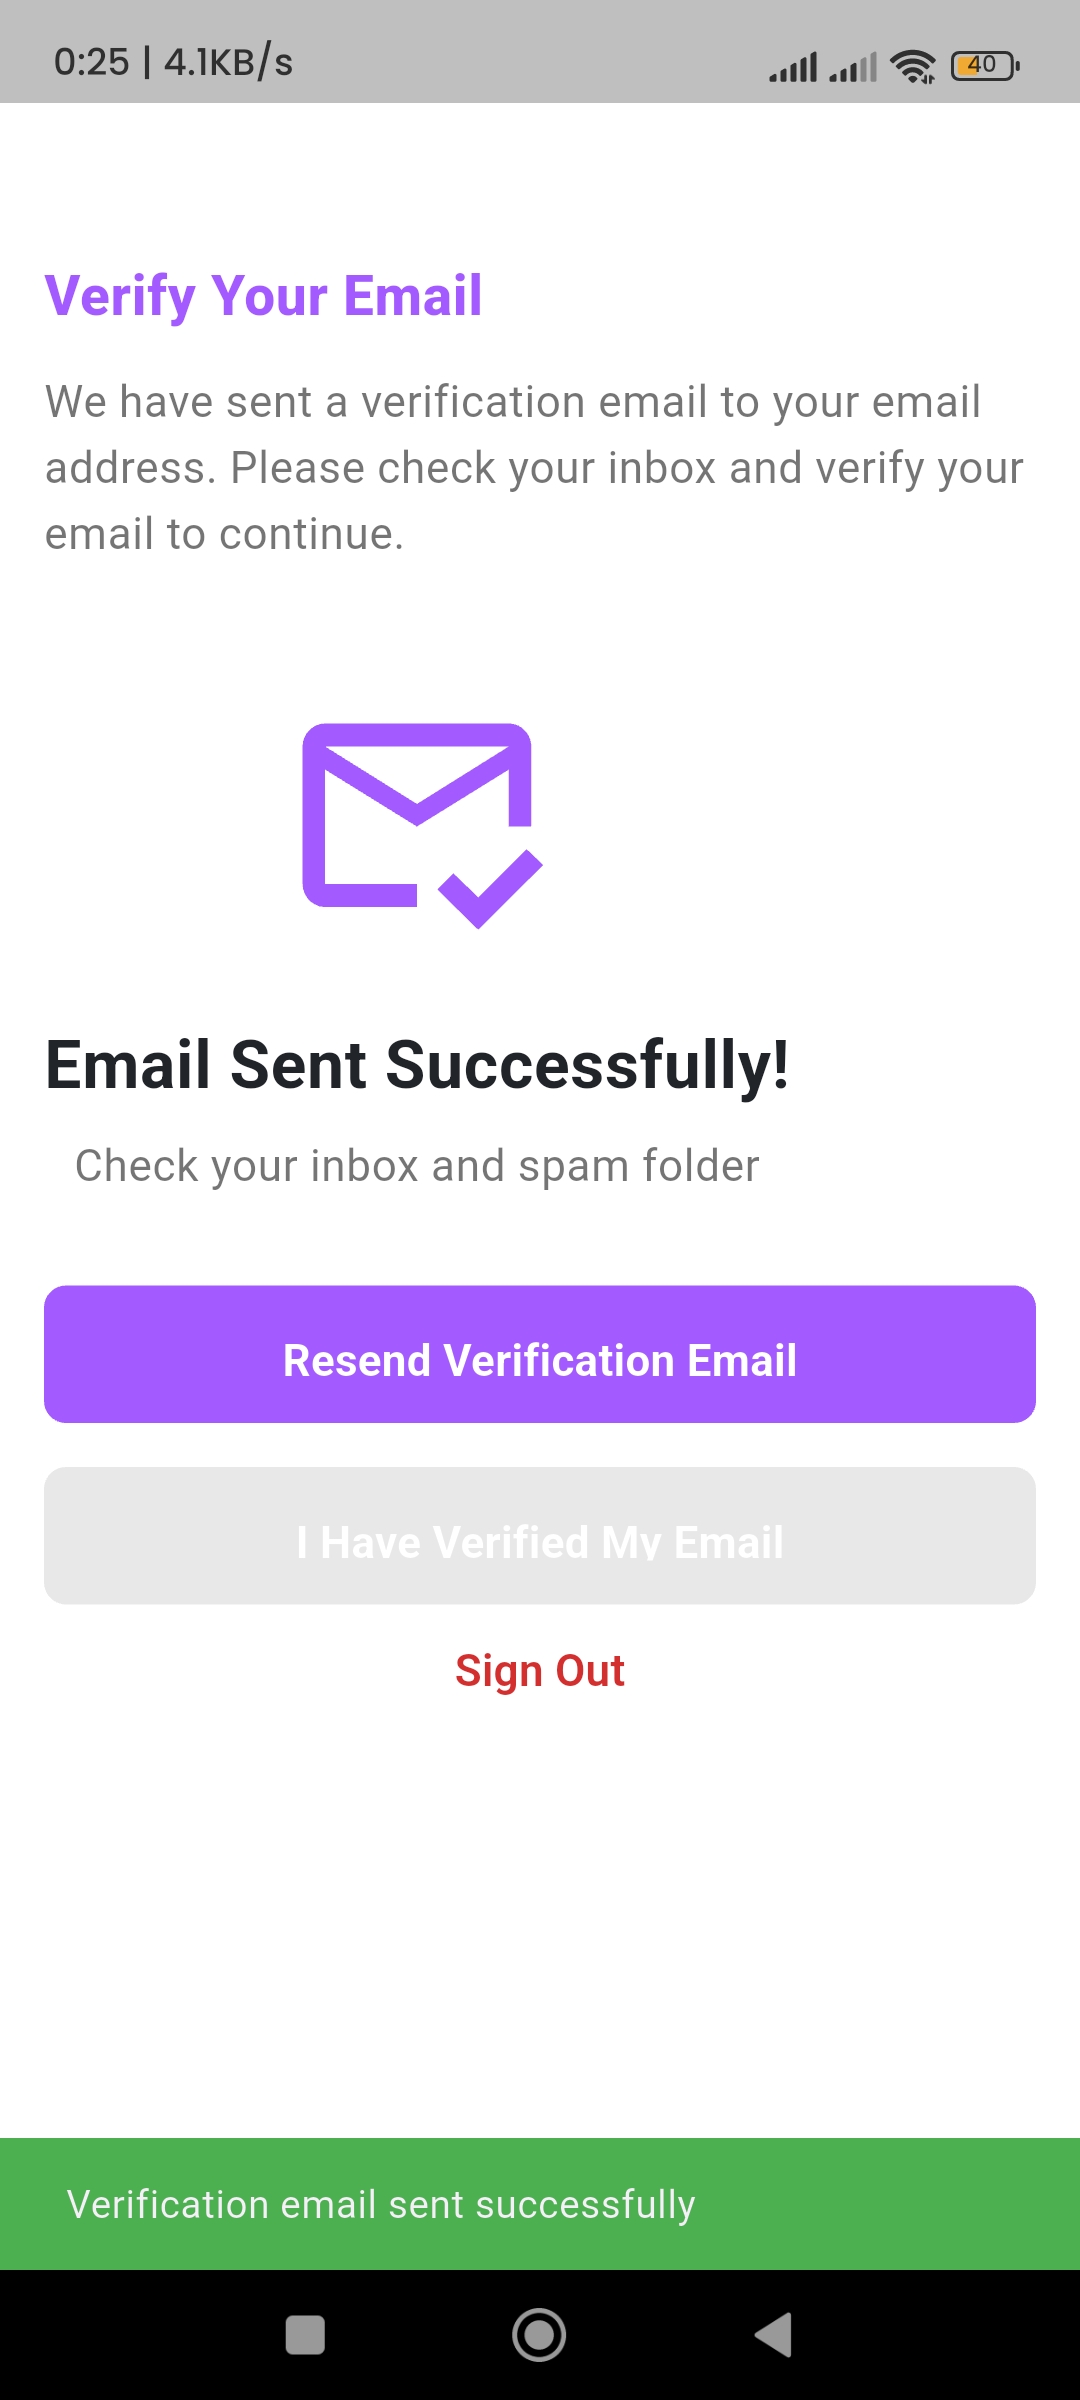 0:25 | 4.1KB/s
40
Verify Your Email
We have sent a verification email to your email
address. Please check your inbox and verify your
email to continue.
Email Sent Successfully!
Check your inbox and spam folder
Resend Verification Email
I Have Verified My Email
Sign Out
Verification email sent successfully